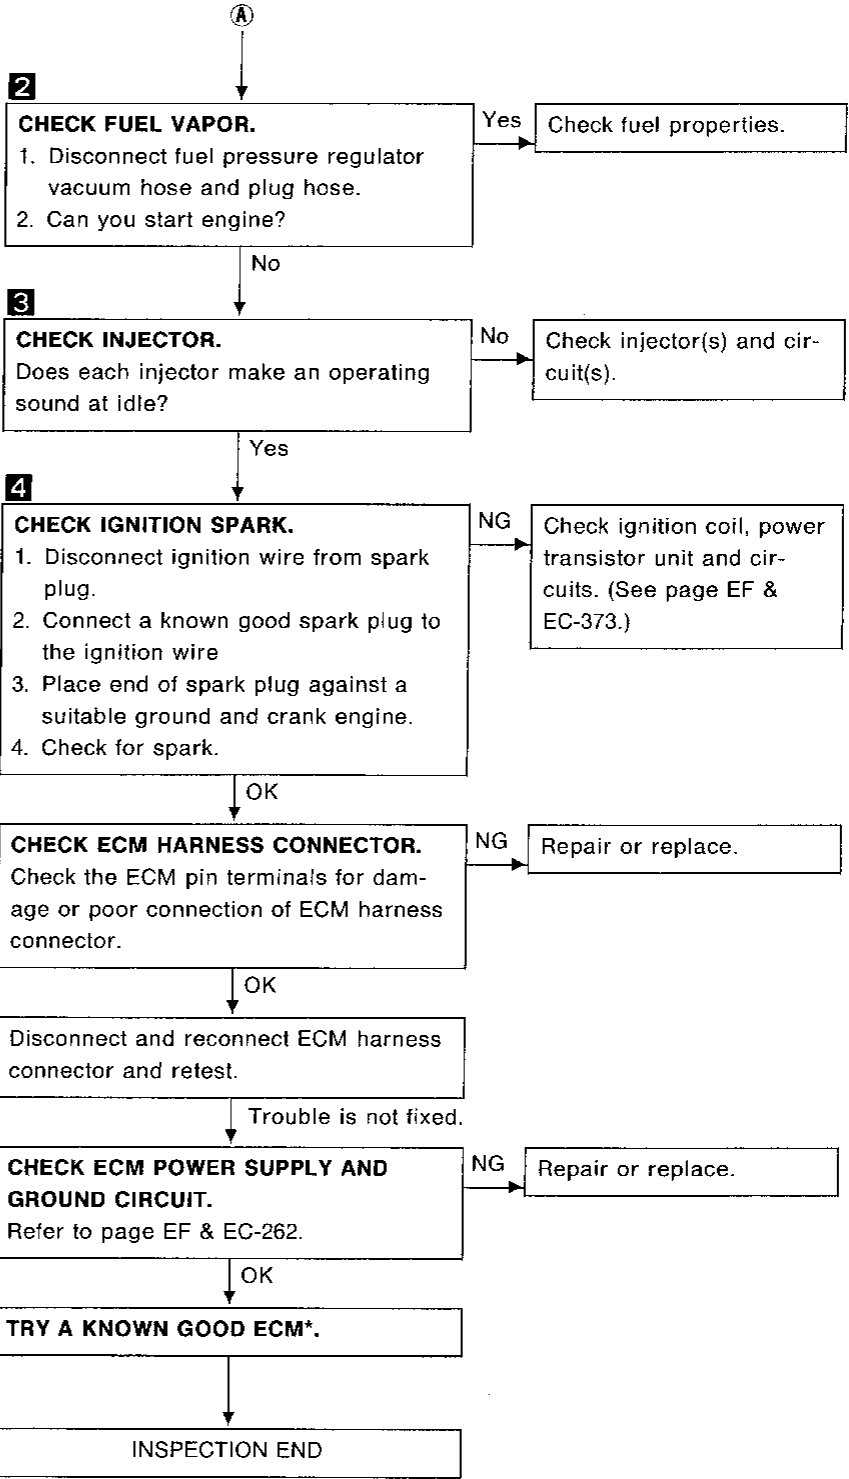 A
2
CHECK FUEL VAPOR.
1. Disconnect fuel pressure regulator
vacuum hose and plug hose.
2. Can you start engine?
Yes
Check fuel properties.
No
3
CHECK INJECTOR.
Does each injector make an operating
sound at idle?
No
Check injector(s) and cir-
cuit(s).
Yes
4
CHECK IGNITION SPARK.
1. Disconnect ignition wire from spark
plug.
2. Connect a known good spark plug to
the ignition wire
3. Place end of spark plug against a
suitable ground and crank engine.
4. Check for spark.
NG
Check ignition coil, power
transistor unit and cir-
cuits. (See page EF &
EC-373.)
OK
CHECK ECM HARNESS CONNECTOR.
Check the ECM pin terminals for dam-
age or poor connection of ECM harness
connector.
NG
Repair or replace.
OK
Disconnect and reconnect ECM harness
connector and retest.
Trouble is not fixed.
CHECK ECM POWER SUPPLY AND
GROUND CIRCUIT.
Refer to page EF & EC-262.
NG
Repair or replace.
OK
TRY A KNOWN GOOD ECM*.
INSPECTION END